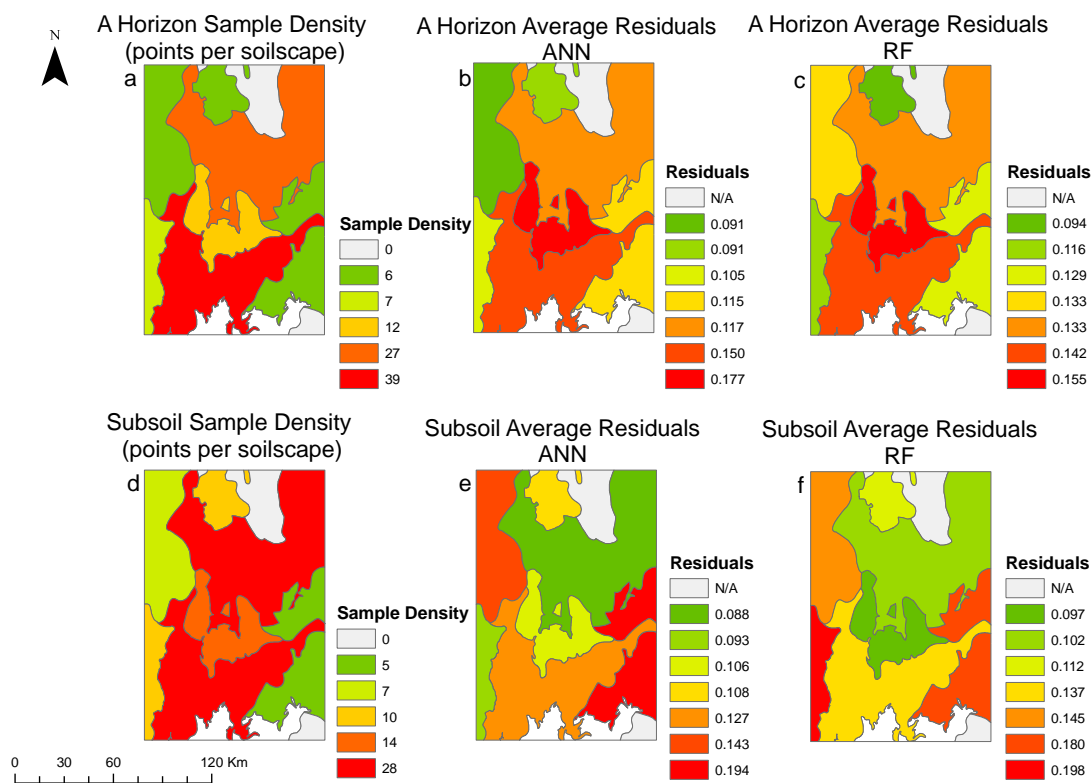 N
A Horizon Sample Density
(points per soilscape)
a
Sample Density
0
6
7
12
27
39
A Horizon Average Residuals
ANN
b
Residuals
N/A
0.091
0.091
0.105
0.115
0.117
0.150
0.177
A Horizon Average Residuals
RF
c
Residuals
N/A
0.094
0.116
0.129
0.133
0.133
0.142
0.155
Subsoil Sample Density
(points per soilscape)
d
Sample Density
0
5
7
10
14
28
Subsoil Average Residuals
ANN
e
Residuals
N/A
0.088
0.093
0.106
0.108
0.127
0.143
0.194
Subsoil Average Residuals
RF
f
Residuals
N/A
0.097
0.102
0.112
0.137
0.145
0.180
0.198
0 30 60 120 Km